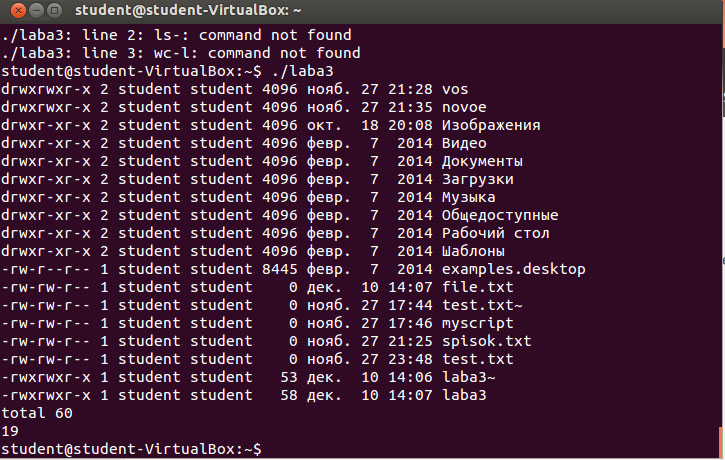 student@student-VirtualBox: ~
./laba3: line 2: ls-: command not found
./laba3: line 3: wc-l: command not found
student@student-VirtualBox:~$ ./laba3
drwxrwxr-x 2 student student 4096 нояб. 27 21:28 vos
drwxrwxr-x 2 student student 4096 нояб. 27 21:35 novoe
drwxr-xr-x 2 student student 4096 окт.  18 20:08 Изображения
drwxr-xr-x 2 student student 4096 февр.  7  2014 Видео
drwxr-xr-x 2 student student 4096 февр.  7  2014 Документы
drwxr-xr-x 2 student student 4096 февр.  7  2014 Загрузки
drwxr-xr-x 2 student student 4096 февр.  7  2014 Музыка
drwxr-xr-x 2 student student 4096 февр.  7  2014 Общедоступные
drwxr-xr-x 2 student student 4096 февр.  7  2014 Рабочий стол
drwxr-xr-x 2 student student 4096 февр.  7  2014 Шаблоны
-rw-r--r-- 1 student student 8445 февр.  7  2014 examples.desktop
-rw-rw-r-- 1 student student    0 дек.  10 14:07 file.txt
-rw-rw-r-- 1 student student    0 нояб. 27 17:44 test.txt~
-rw-rw-r-- 1 student student    0 нояб. 27 17:46 myscript
-rw-rw-r-- 1 student student    0 нояб. 27 21:25 spisok.txt
-rw-rw-r-- 1 student student    0 нояб. 27 23:48 test.txt
-rwxrwxr-x 1 student student   53 дек.  10 14:06 laba3~
-rwxrwxr-x 1 student student   58 дек.  10 14:07 laba3
total 60
19
student@student-VirtualBox:~$